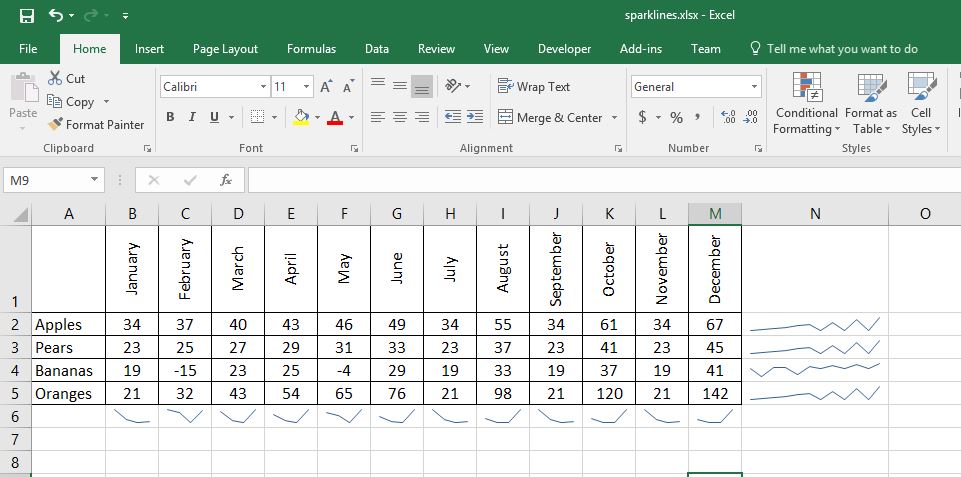 sparklines.xlsx - Excel
File Home Insert Page Layout Formulas Data Review View Developer Add-ins Team Tell me what you want to do
Paste
Cut
Copy
Format Painter
Clipboard
Calibri 11 A A
B I U A
Font
Wrap Text
Merge & Center
Alignment
General
$ % , .0 .00 .00 .0
Number
Conditional Formatting
Format as Table
Cell Styles
Styles
M9 fx
A B C D E F G H I J K L M N O
1 January February March April May June July August September October November December
2 Apples 34 37 40 43 46 49 34 55 34 61 34 67
3 Pears 23 25 27 29 31 33 23 37 23 41 23 45
4 Bananas 19 -15 23 25 -4 29 19 33 19 37 19 41
5 Oranges 21 32 43 54 65 76 21 98 21 120 21 142
6
7
8